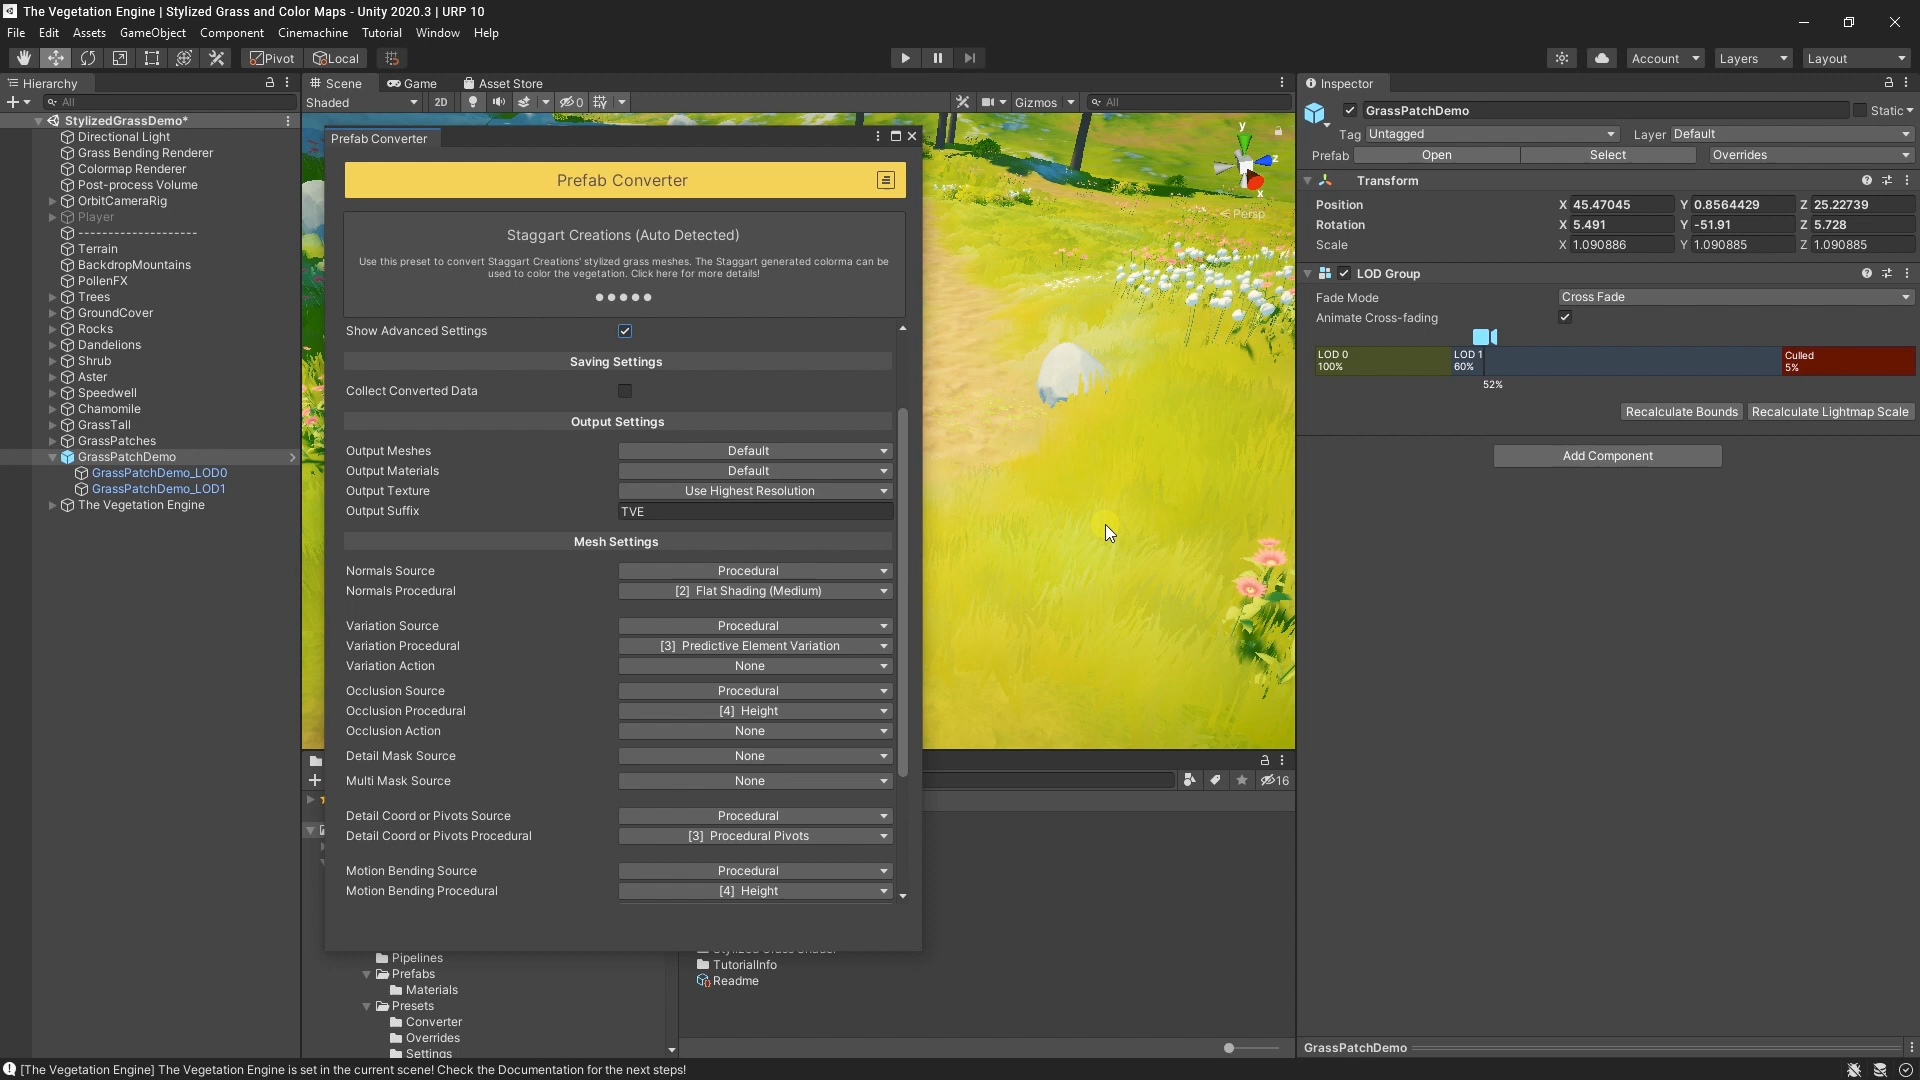 The Vegetation Engine | Stylized Grass and Color Maps - Unity 2020.3 | URP 10
File Edit Assets GameObject Component Cinemachine Tutorial Window Help
Pivot Local Account Layers Layout
Hierarchy
All
StylizedGrassDemo*
Directional Light
Grass Bending Renderer
Colormap Renderer
Post-process Volume
OrbitCameraRig
Player
--------------------
Terrain
BackdropMountains
PollenFX
Trees
GroundCover
Rocks
Dandelions
Shrub
Aster
Speedwell
Chamomile
GrassTall
GrassPatches
GrassPatchDemo
GrassPatchDemo_LOD0
GrassPatchDemo_LOD1
The Vegetation Engine
Scene Game Asset Store
Shaded 2D 0 Gizmos All
y
z
x
Persp
Prefab Converter
Prefab Converter
Staggart Creations (Auto Detected)
Use this preset to convert Staggart Creations' stylized grass meshes. The Staggart generated colorma can be
used to color the vegetation. Click here for more details!
Show Advanced Settings
Saving Settings
Collect Converted Data
Output Settings
Output Meshes Default
Output Materials Default
Output Texture Use Highest Resolution
Output Suffix TVE
Mesh Settings
Normals Source Procedural
Normals Procedural [2] Flat Shading (Medium)
Variation Source Procedural
Variation Procedural [3] Predictive Element Variation
Variation Action None
Occlusion Source Procedural
Occlusion Procedural [4] Height
Occlusion Action None
Detail Mask Source None
Multi Mask Source None
Detail Coord or Pivots Source Procedural
Detail Coord or Pivots Procedural [3] Procedural Pivots
Motion Bending Source Procedural
Motion Bending Procedural [4] Height
16
Pipelines
Prefabs
Materials
Presets
Converter
Overrides
Settings
TutorialInfo
Readme
Inspector
GrassPatchDemo Static
Tag Untagged Layer Default
Prefab Open Select Overrides
Transform
Position X 45.47045 Y 0.8564429 Z 25.22739
Rotation X 5.491 Y -51.91 Z 5.728
Scale X 1.090886 Y 1.090885 Z 1.090885
LOD Group
Fade Mode Cross Fade
Animate Cross-fading
LOD 0 LOD 1 Culled
100% 60% 5%
52%
Recalculate Bounds Recalculate Lightmap Scale
Add Component
GrassPatchDemo
[The Vegetation Engine] The Vegetation Engine is set in the current scene! Check the Documentation for the next steps!